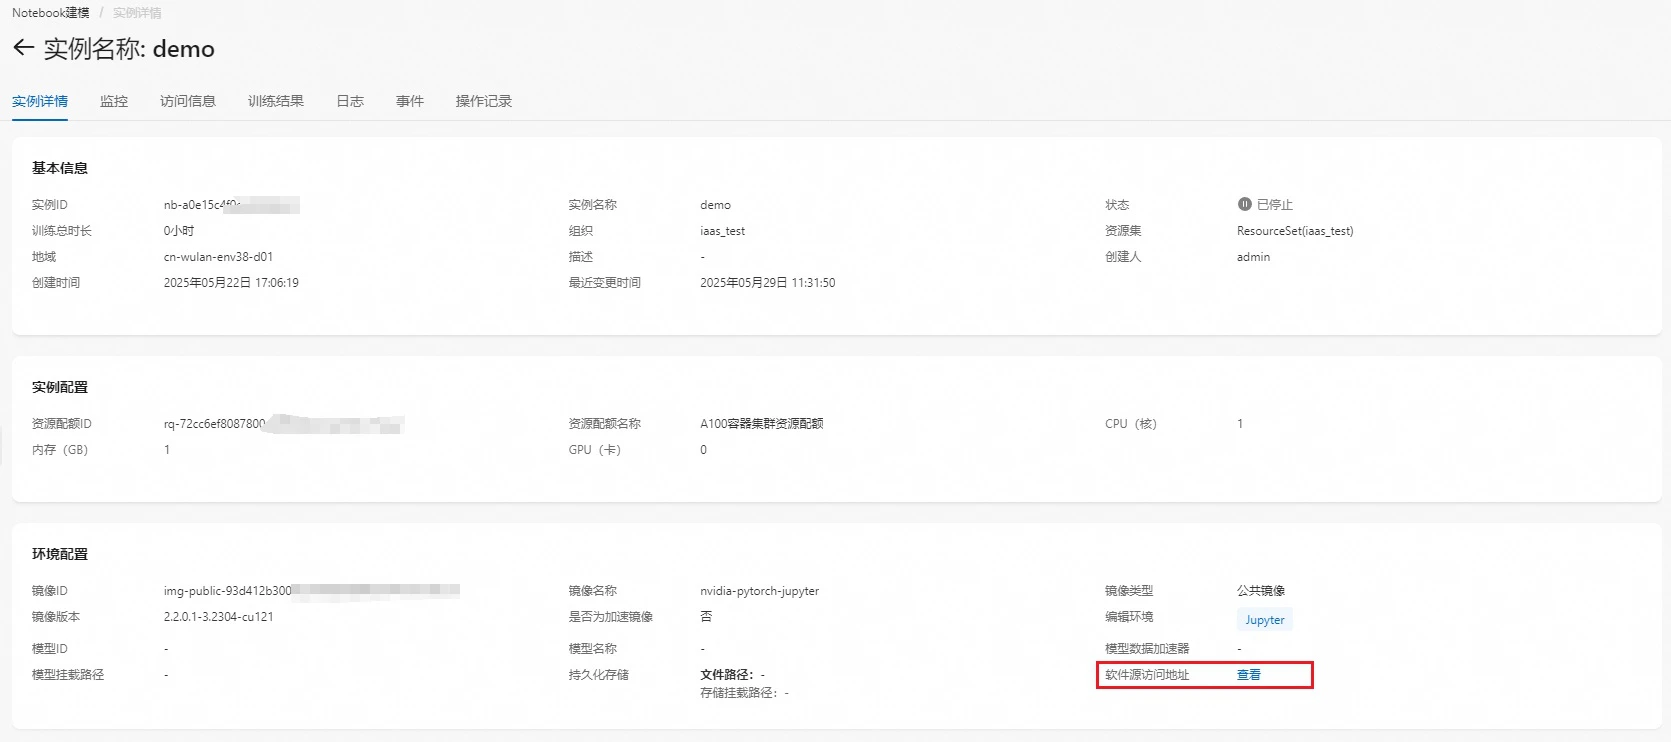 Notebook建模 / 实例详情
← 实例名称: demo
实例详情 监控 访问信息 训练结果 日志 事件 操作记录
基本信息
实例ID nb-a0e15c4f0 实例名称 demo 状态 已停止
训练总时长 0小时 组织 iaas_test 资源集 ResourceSet(iaas_test)
地域 cn-wulan-env38-d01 描述 - 创建人 admin
创建时间 2025年05月22日 17:06:19 最近变更时间 2025年05月29日 11:31:50
实例配置
资源配额ID rq-72cc6ef8087800 资源配额名称 A100容器集群资源配额 CPU（核） 1
内存（GB） 1 GPU（卡） 0
环境配置
镜像ID img-public-93d412b300 镜像名称 nvidia-pytorch-jupyter 镜像类型 公共镜像
镜像版本 2.2.0.1-3.2304-cu121 是否为加速镜像 否 编辑环境 Jupyter
模型ID - 模型名称 - 模型数据加速器 -
模型挂载路径 - 持久化存储 文件路径： - 软件源访问地址 查看
存储挂载路径： -